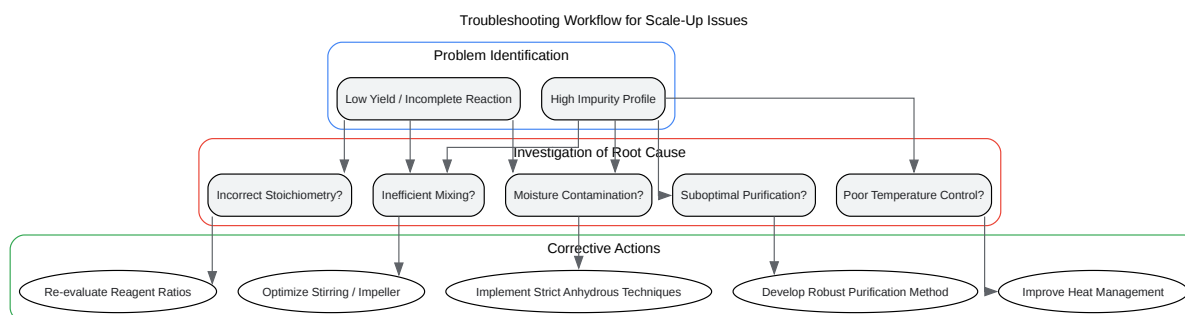 Troubleshooting Workflow for Scale-Up Issues
Problem Identification
Low Yield / Incomplete Reaction
High Impurity Profile
Investigation of Root Cause
Incorrect Stoichiometry?
Inefficient Mixing?
Moisture Contamination?
Suboptimal Purification?
Poor Temperature Control?
Corrective Actions
Re-evaluate Reagent Ratios
Optimize Stirring / Impeller
Implement Strict Anhydrous Techniques
Develop Robust Purification Method
Improve Heat Management